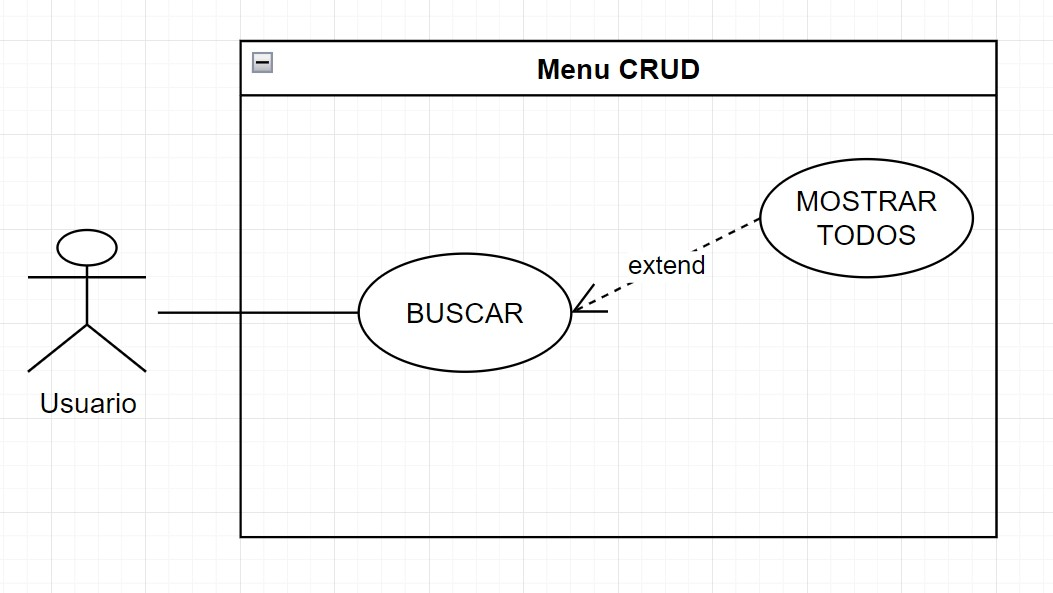 Menu CRUD
MOSTRAR
TODOS
extend
BUSCAR
Usuario